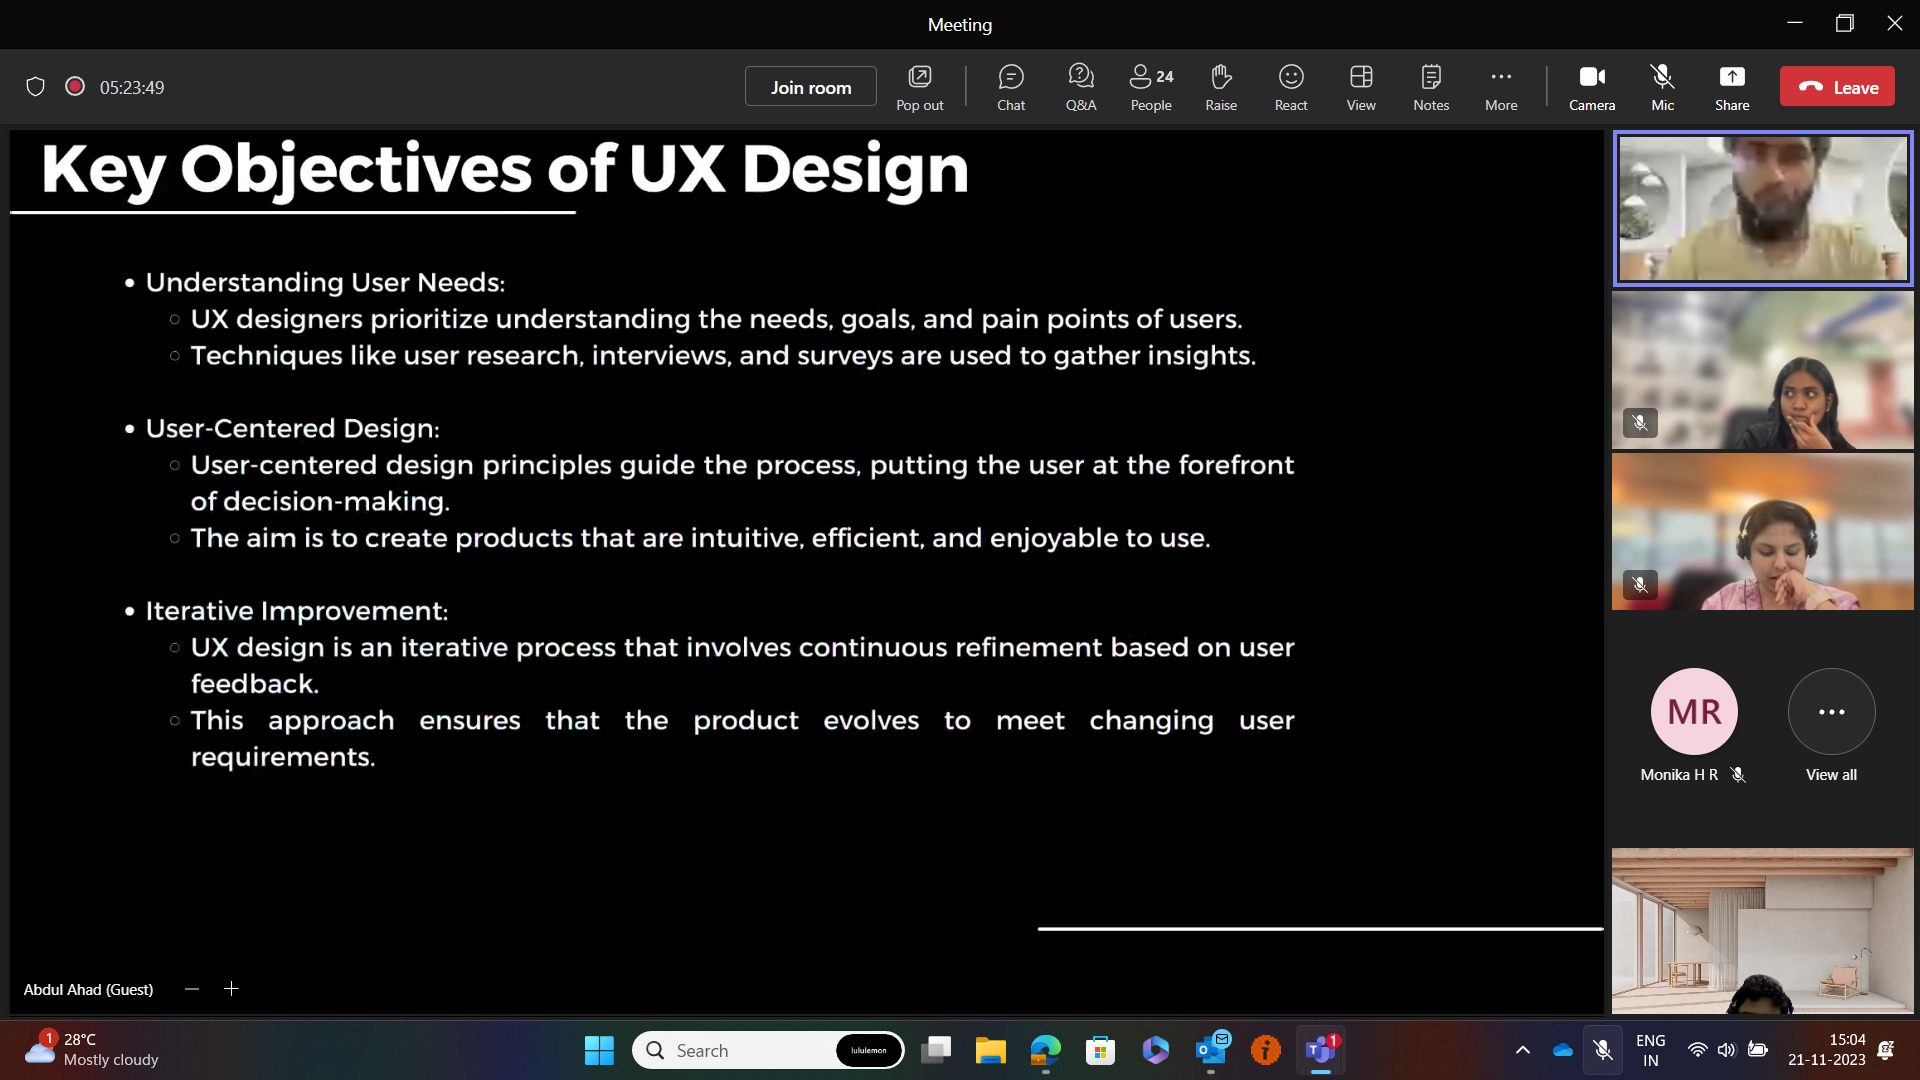 Meeting
05:23:49
Join room
Pop out
Chat
Q&A
24
People
Raise
React
View
Notes
More
Camera
Mic
Share
Leave
Key Objectives of UX Design
• Understanding User Needs:
○ UX designers prioritize understanding the needs, goals, and pain points of users.
○ Techniques like user research, interviews, and surveys are used to gather insights.
• User-Centered Design:
○ User-centered design principles guide the process, putting the user at the forefront
of decision-making.
○ The aim is to create products that are intuitive, efficient, and enjoyable to use.
• Iterative Improvement:
○ UX design is an iterative process that involves continuous refinement based on user
feedback.
○ This approach ensures that the product evolves to meet changing user
requirements.
MR
Monika H R
View all
Abdul Ahad (Guest)
1
28°C
Mostly cloudy
Search
lululemon
1
ENG
IN
15:04
21-11-2023